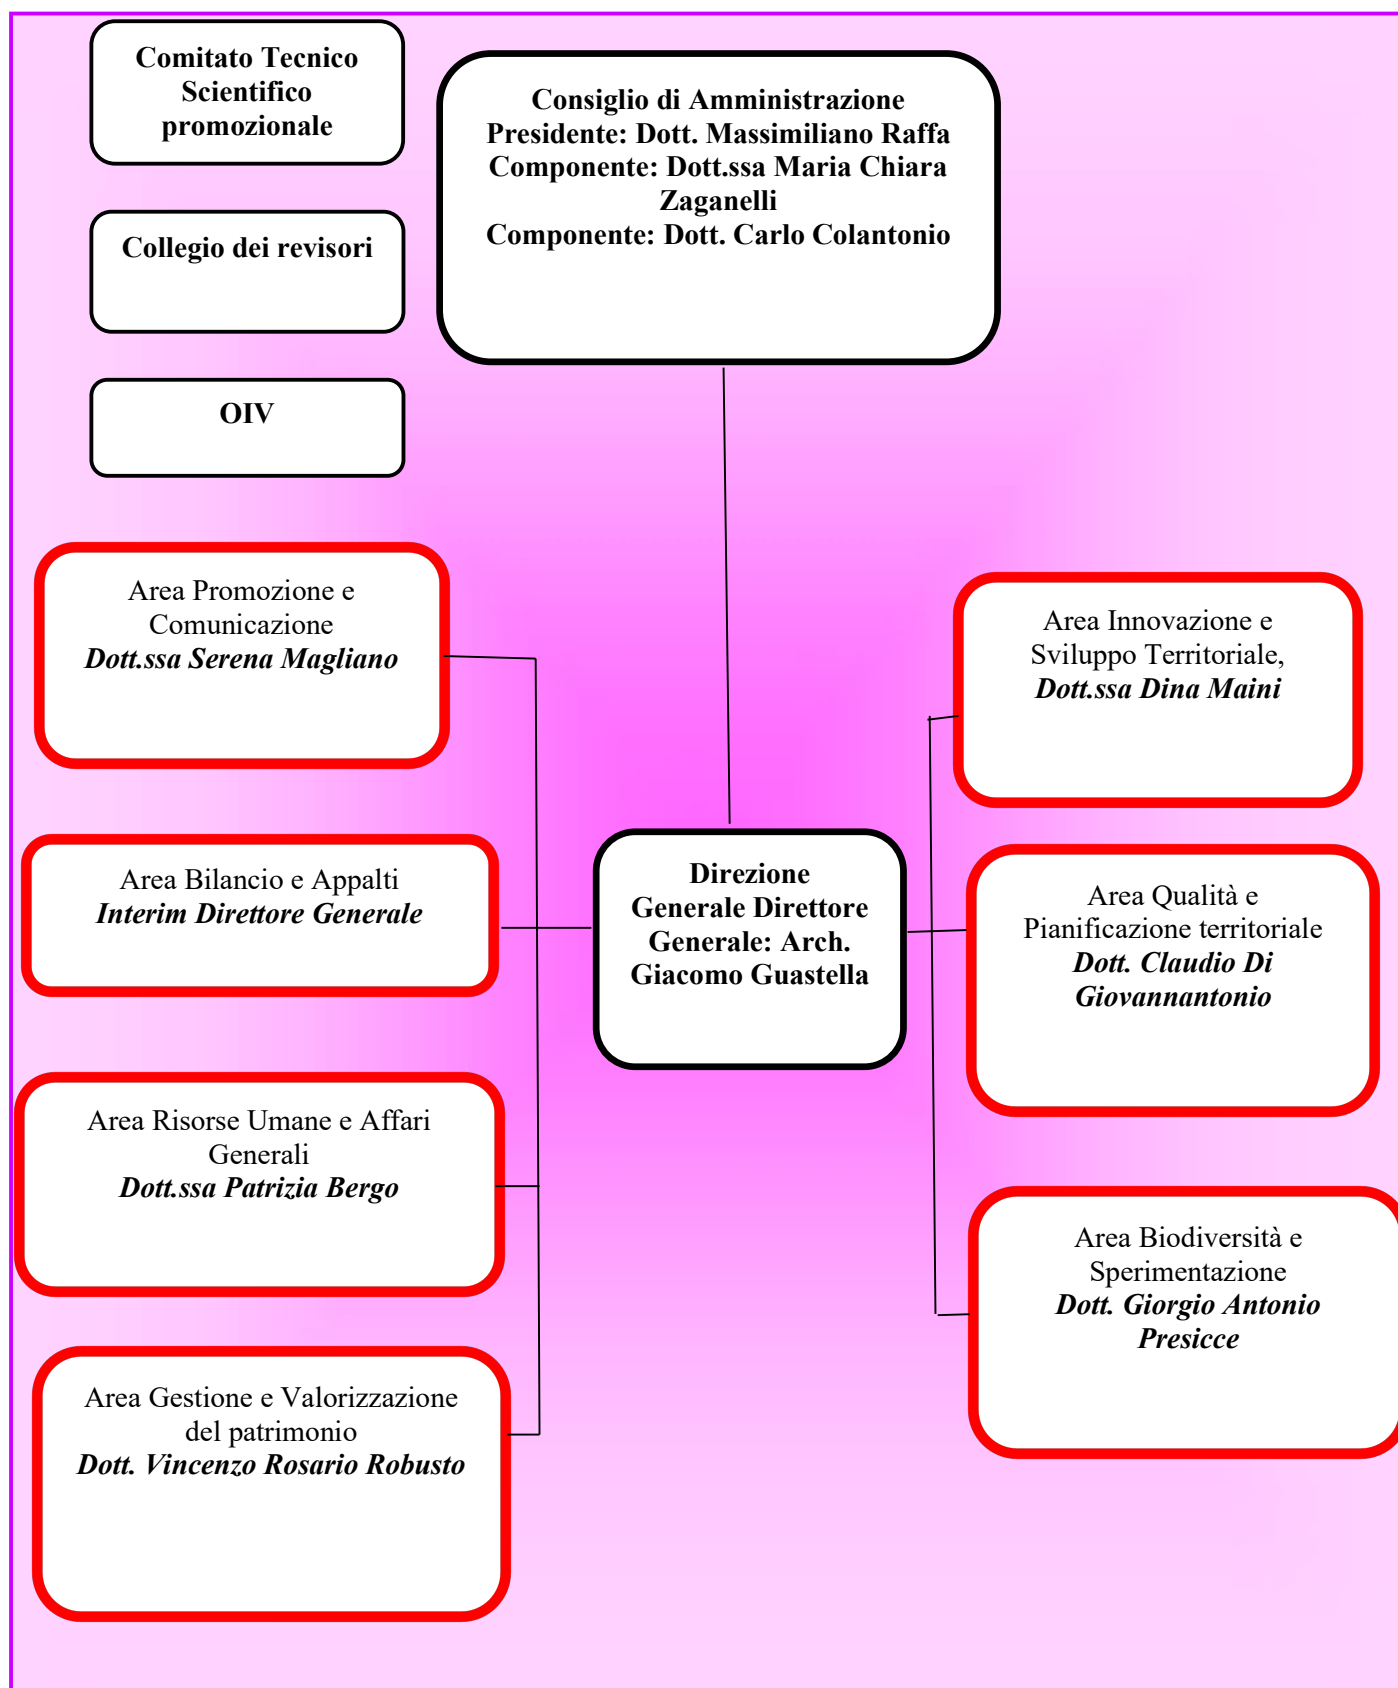 Comitato Tecnico
Scientifico
promozionale
Consiglio di Amministrazione
Presidente: Dott. Massimiliano Raffa
Componente: Dott.ssa Maria Chiara
Zaganelli
Componente: Dott. Carlo Colantonio
Collegio dei revisori
OIV
Area Promozione e
Comunicazione
Dott.ssa Serena Magliano
Area Innovazione e
Sviluppo Territoriale,
Dott.ssa Dina Maini
Area Bilancio e Appalti
Interim Direttore Generale
Direzione
Generale Direttore
Generale: Arch.
Giacomo Guastella
Area Qualità e
Pianificazione territoriale
Dott. Claudio Di
Giovannantonio
Area Risorse Umane e Affari
Generali
Dott.ssa Patrizia Bergo
Area Biodiversità e
Sperimentazione
Dott. Giorgio Antonio
Presicce
Area Gestione e Valorizzazione
del patrimonio
Dott. Vincenzo Rosario Robusto